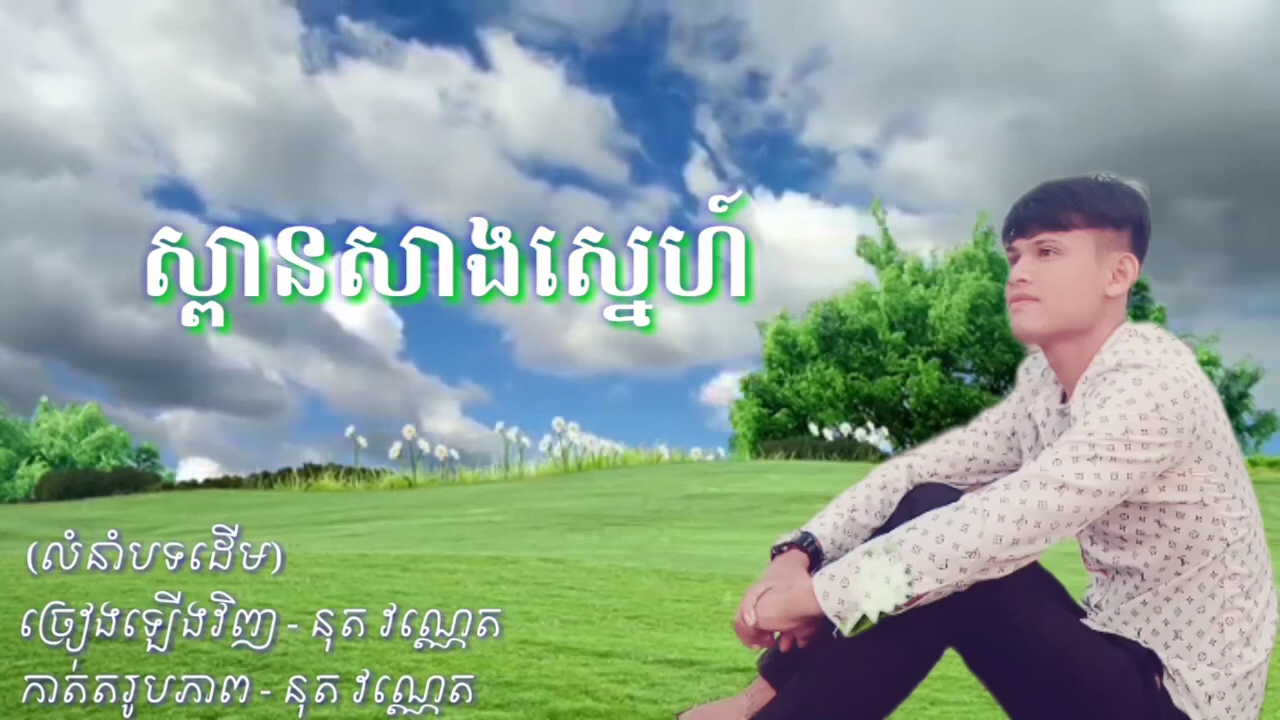 ស្ពានសាងស្នេហ៍
(លំនាំបទដើម)
ច្រៀងឡើងវិញ - នុត វណ្ណេត
កាត់តរូបភាព - នុត វណ្ណេត